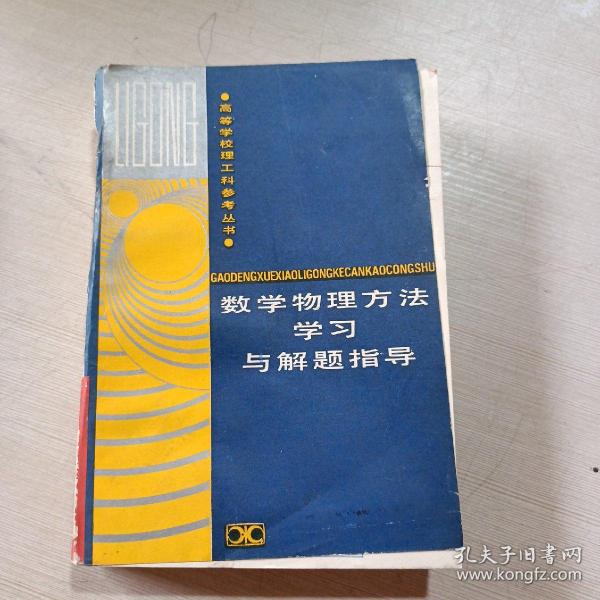 LIGONG
●高等学校理工科参考丛书●
GAODENGXUEXIAOLIGONGKECANKAOCONGSHU
数学物理方法
学习
与解题指导
孔夫子旧书网
www.kongfz.com